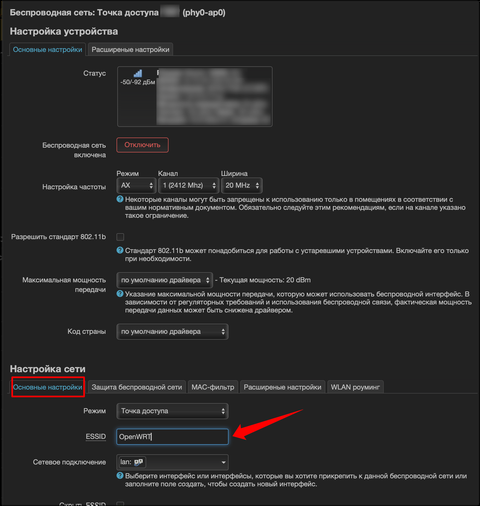 Беспроводная сеть: Точка доступа (phy0-ap0)
Настройка устройства
Основные настройки Расширеные настройки
Статус
-50/-92 дБм
Беспроводная сеть
включена
Отключить
Режим Канал Ширина
Настройка частоты AX 1 (2412 Mhz) 20 MHz
Некоторые каналы могут быть запрещены к использованию только в помещениях в соответствии с
вашим нормативным документом. Обязательно следуйте этим рекомендациям, если на канале указано
такое ограничение.
Разрешить стандарт 802.11b
Стандарт 802.11b может понадобиться для работы с устаревшими устройствами. Включайте его только
при необходимости.
Максимальная мощность
передачи
по умолчанию драйвера - Текущая мощность: 20 dBm
Указание максимальной мощности передачи, которую может использовать беспроводной интерфейс. В
зависимости от регуляторных требований и использования беспроводной связи, фактическая мощность
передачи данных может быть снижена драйвером.
Код страны по умолчанию драйвера
Настройка сети
Основные настройки Защита беспроводной сети MAC-фильтр Расширеные настройки WLAN роуминг
Режим Точка доступа
ESSID OpenWRT
Сетевое подключение lan:
Выберите интерфейс или интерфейсы, которые вы хотите прикрепить к данной беспроводной сети или
заполните поле создать, чтобы создать новый интерфейс.
Скрыть ESSID